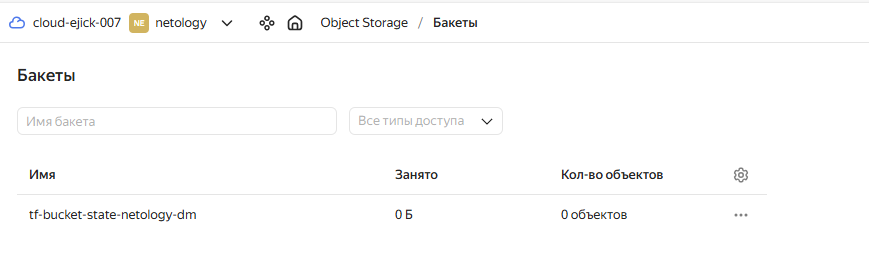 cloud-ejick-007 NE netology Object Storage / Бакеты
Бакеты
Имя бакета Все типы доступа
Имя Занято Кол-во объектов
tf-bucket-state-netology-dm 0 Б 0 объектов